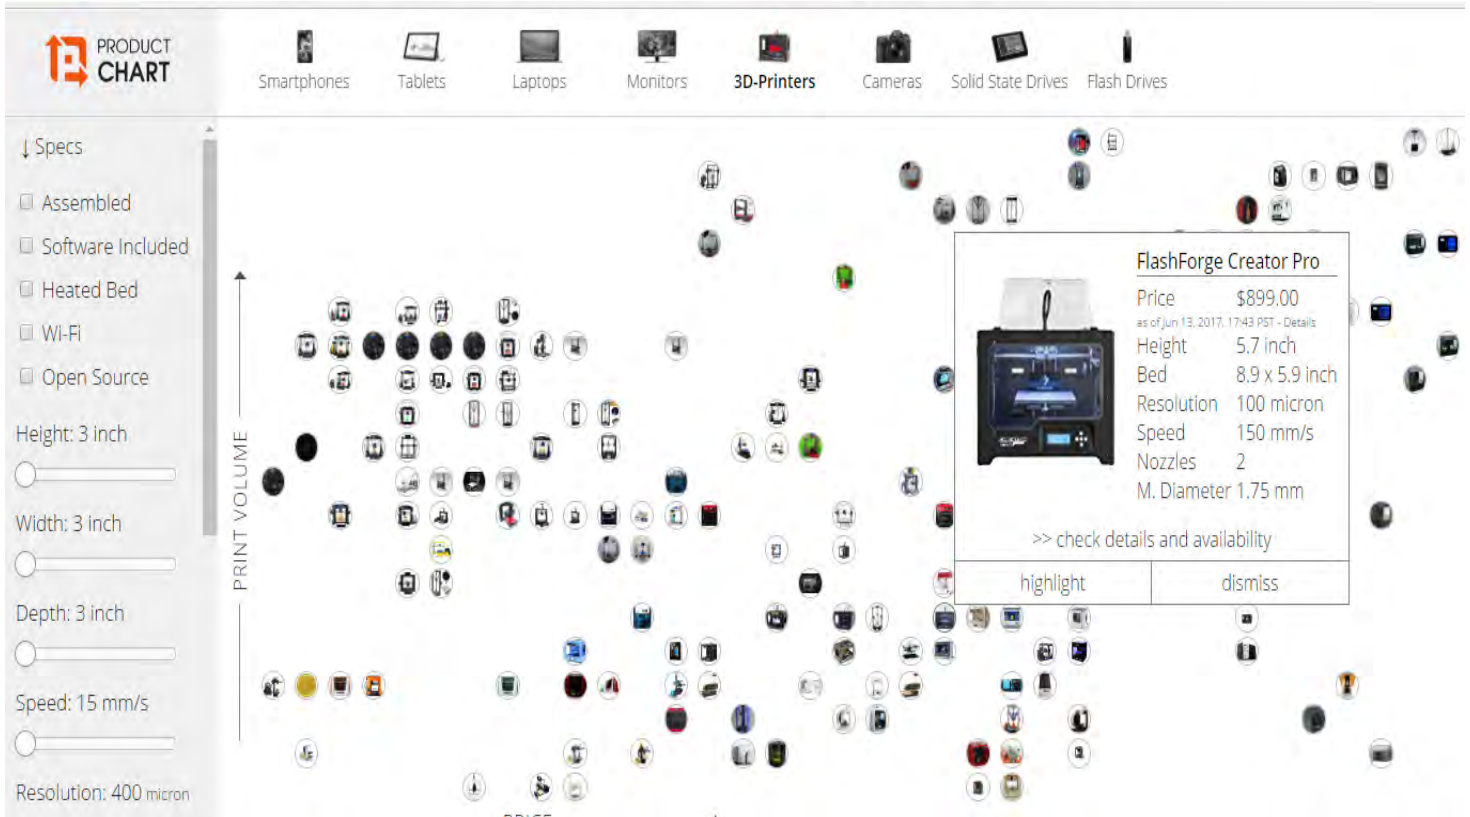 PRODUCT
CHART
Smartphones
Tablets
Laptops
Monitors
3D-Printers
Cameras
Solid State Drives
Flash Drives
↓ Specs
Assembled
Software Included
Heated Bed
Wi-Fi
Open Source
Height: 3 inch
Width: 3 inch
Depth: 3 inch
Speed: 15 mm/s
Resolution: 400 micron
PRINT VOLUME
FlashForge Creator Pro
Price $899.00
as of Jun 13, 2017, 17:43 PST - Details
Height 5.7 inch
Bed 8.9 x 5.9 inch
Resolution 100 micron
Speed 150 mm/s
Nozzles 2
M. Diameter 1.75 mm
>> check details and availability
highlight
dismiss
PRICE